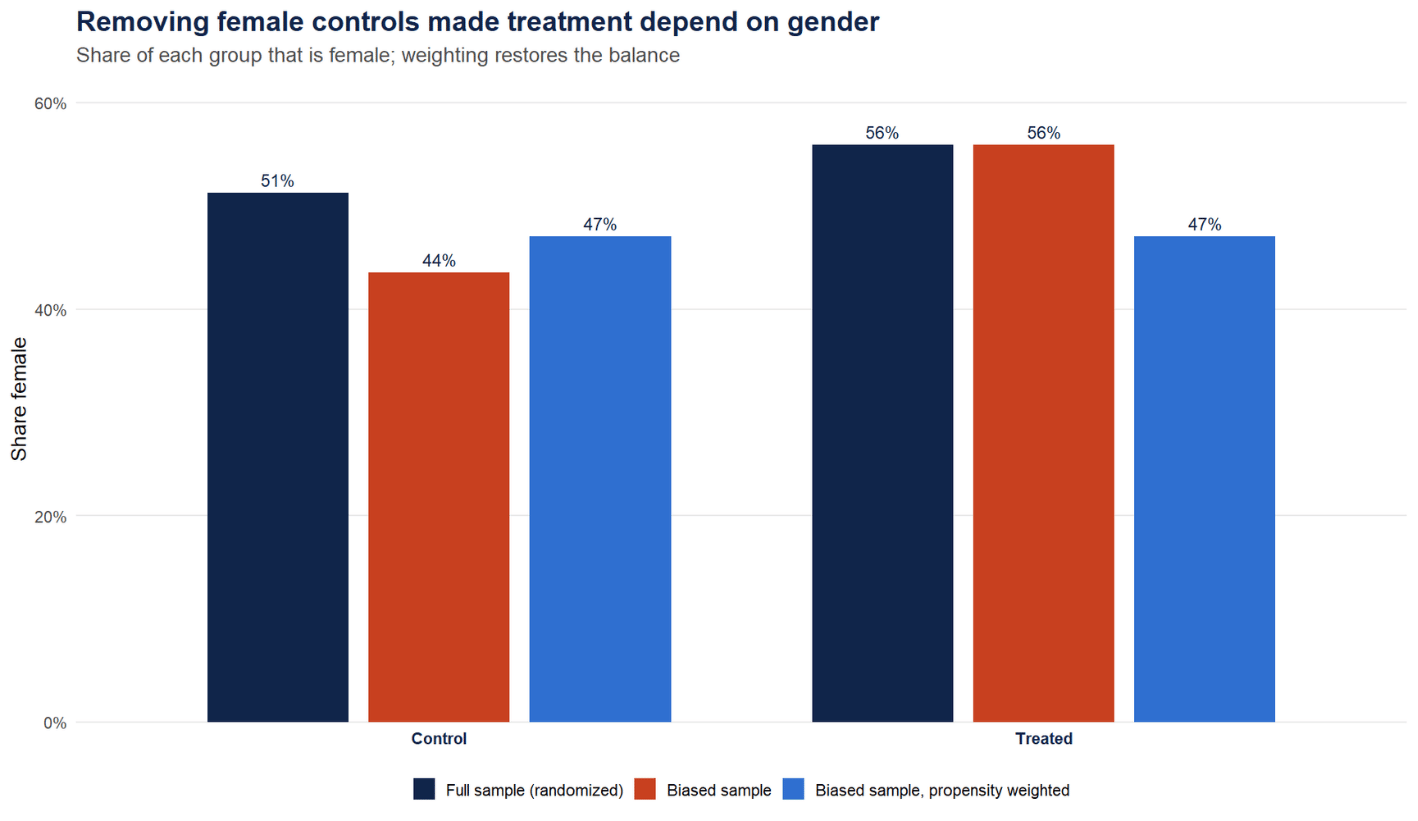 Removing female controls made treatment depend on gender
Share of each group that is female; weighting restores the balance
60%
40%
20%
0%
Share female
51%
44%
47%
56%
56%
47%
Control
Treated
Full sample (randomized)
Biased sample
Biased sample, propensity weighted